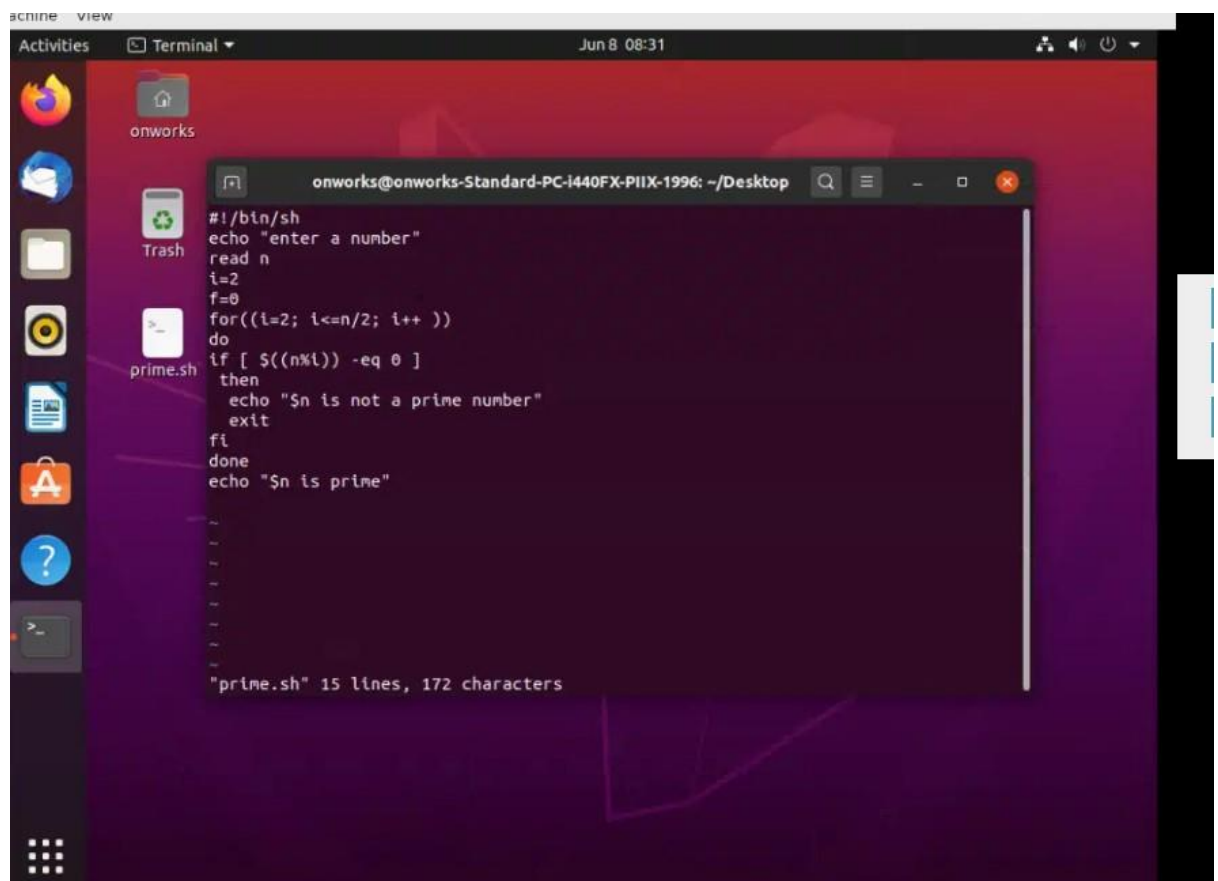 achine View
Activities Terminal Jun 8 08:31
onworks
Trash
prime.sh
onworks@onworks-Standard-PC-i440FX-PIIX-1996: ~/Desktop
#!/bin/sh
echo "enter a number"
read n
i=2
f=0
for((i=2; i<=n/2; i++ ))
do
if [ $((n%i)) -eq 0 ]
 then
  echo "$n is not a prime number"
  exit
fi
done
echo "$n is prime"
~
~
~
~
~
~
~
~
"prime.sh" 15 lines, 172 characters